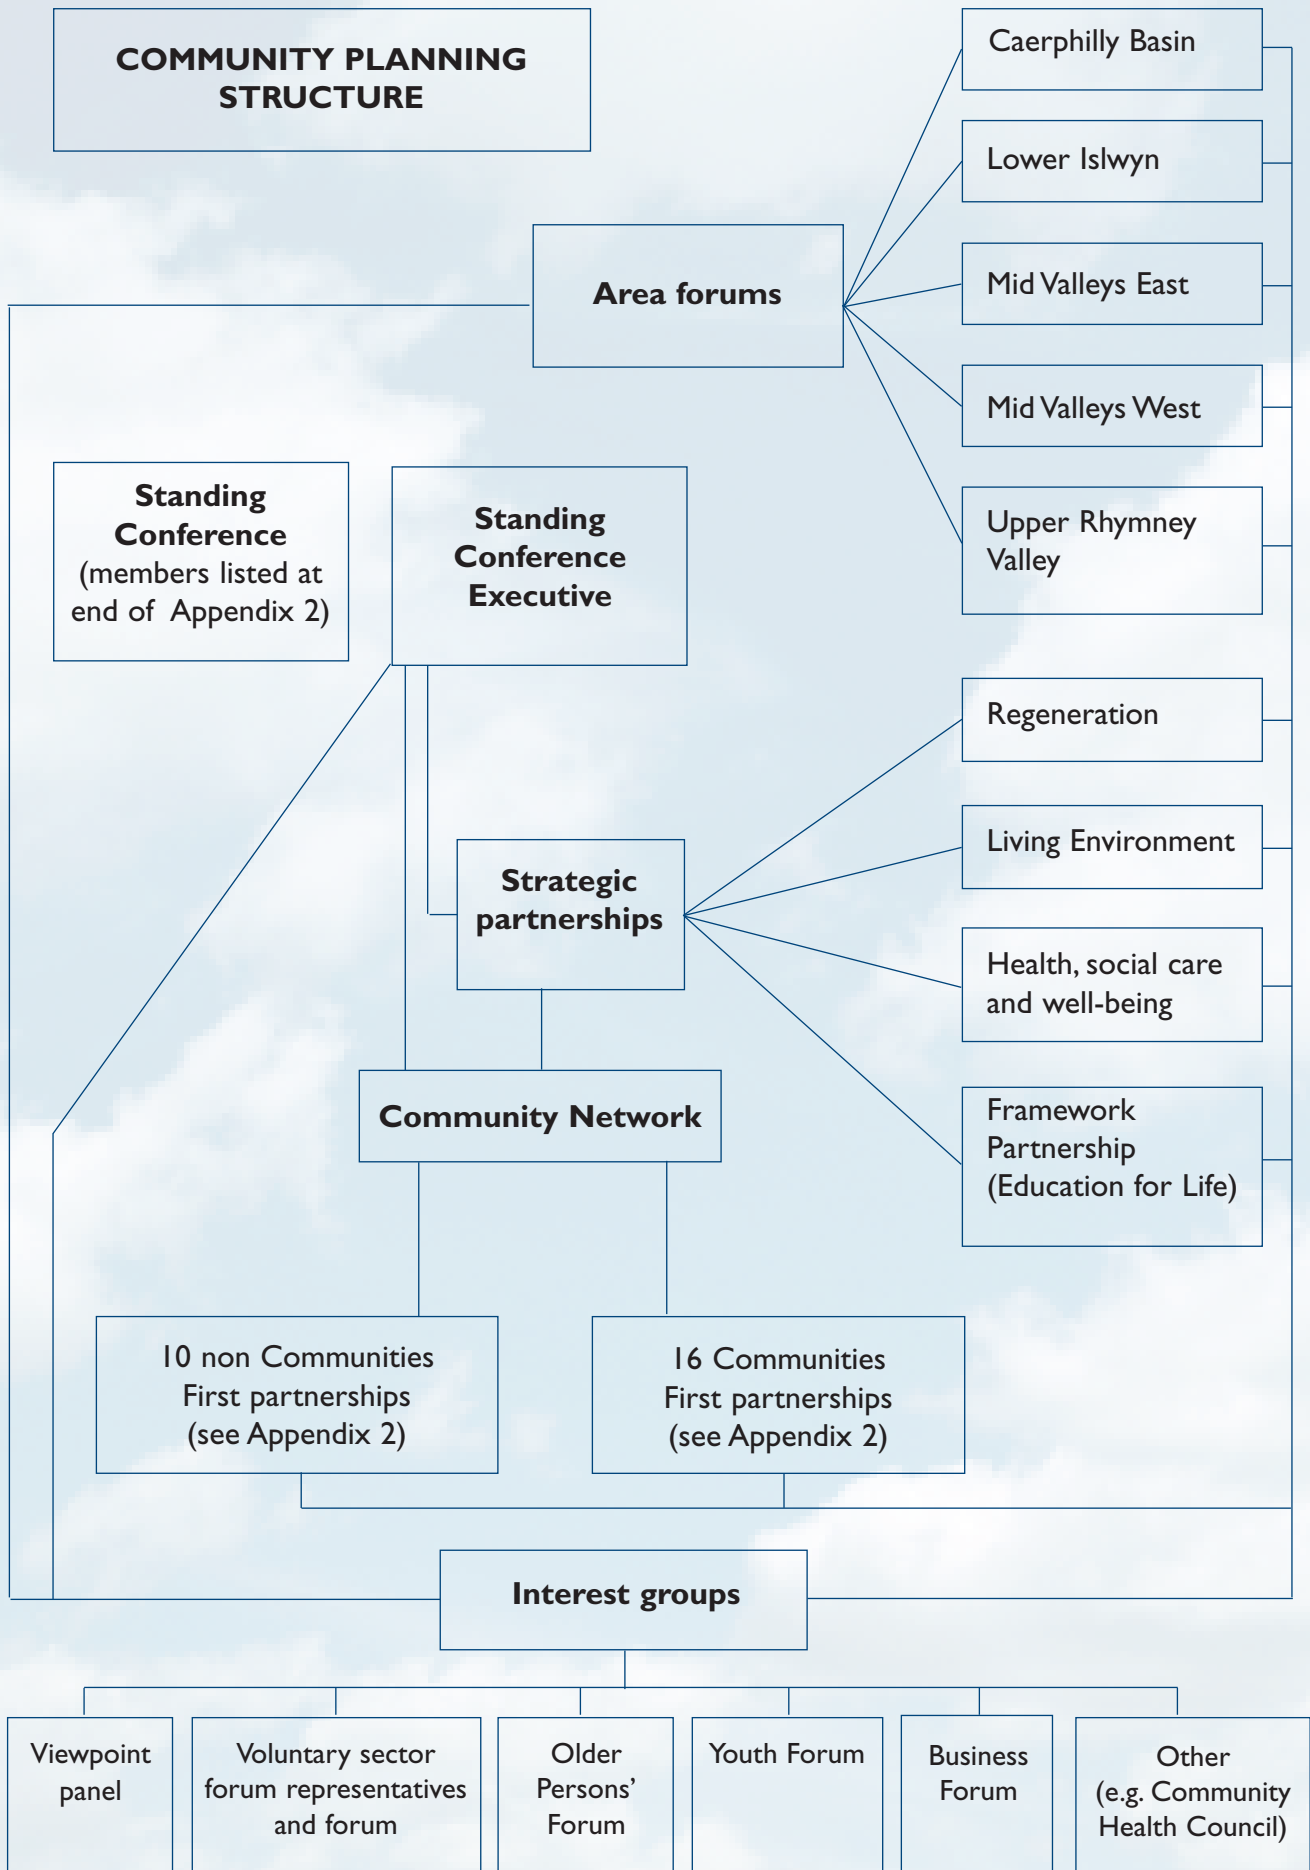 COMMUNITY PLANNING
STRUCTURE
Caerphilly Basin
Lower Islwyn
Area forums
Mid Valleys East
Mid Valleys West
Standing
Conference
(members listed at
end of Appendix 2)
Standing
Conference
Executive
Upper Rhymney
Valley
Regeneration
Living Environment
Strategic
partnerships
Health, social care
and well-being
Community Network
Framework
Partnership
(Education for Life)
10 non Communities
First partnerships
(see Appendix 2)
16 Communities
First partnerships
(see Appendix 2)
Interest groups
Viewpoint
panel
Voluntary sector
forum representatives
and forum
Older
Persons’
Forum
Youth Forum
Business
Forum
Other
(e.g. Community
Health Council)